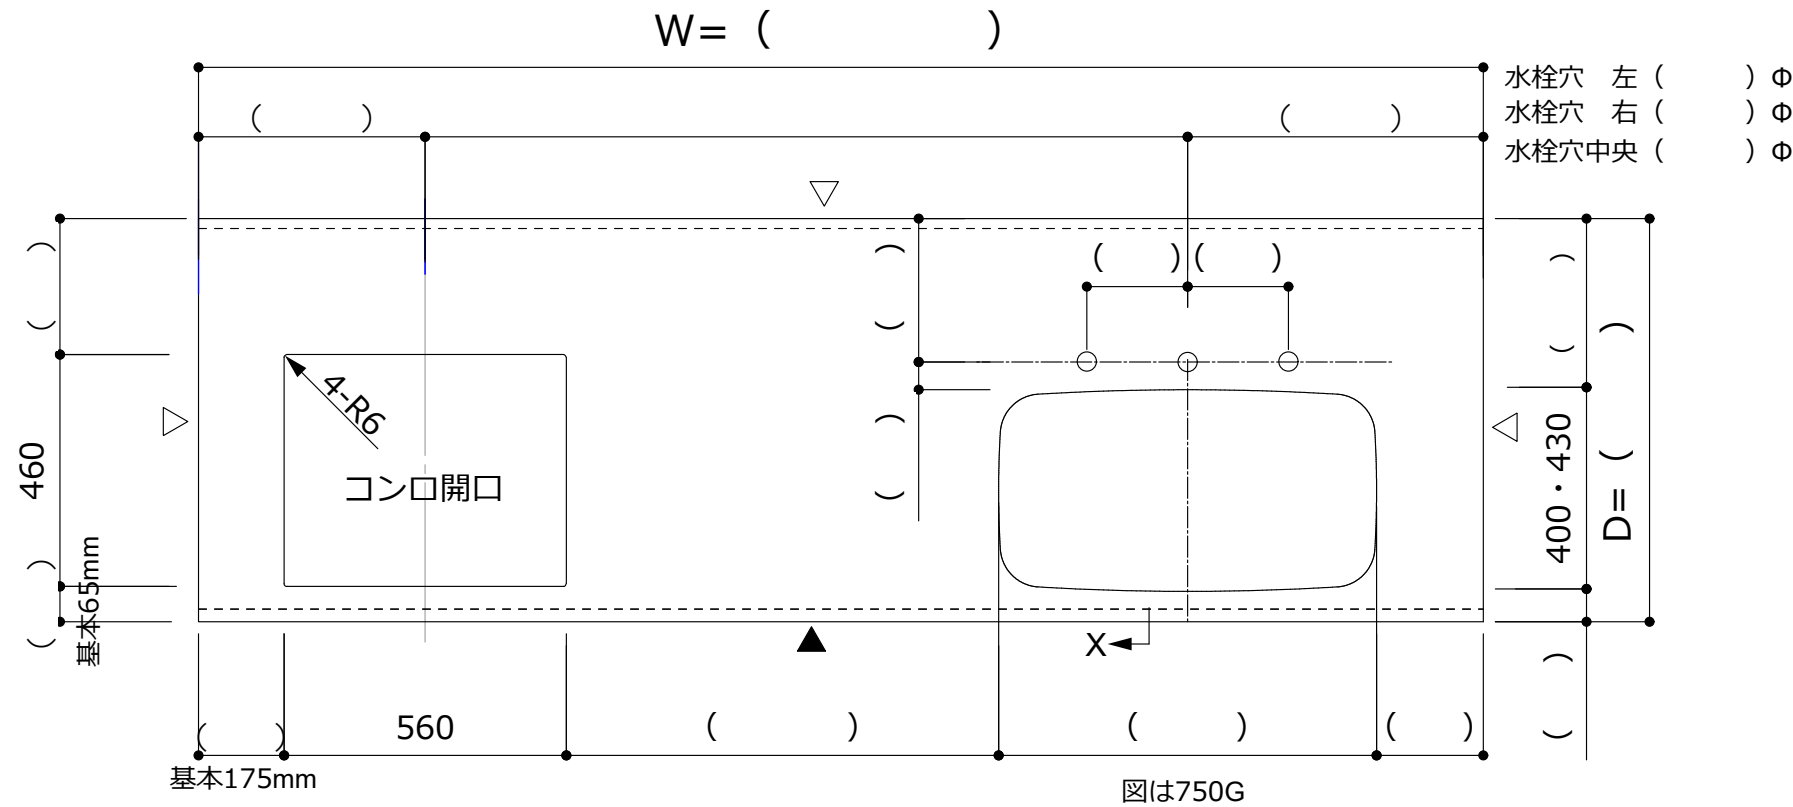 W=（　　　）
水栓穴　左（　　　）Φ
水栓穴　右（　　　）Φ
水栓穴中央（　　　）Φ
（　　　）
（　　　）
（　　　）
（　　　）
（　　）（　　）
（　　　）
4-R6
コンロ開口
460
（　　　）
400・430
D=（　　　）
（　　　）
基本65mm
X
（　　　）
（　　　）
560
（　　　）
（　　　）
（　　　）
基本175mm
図は750G